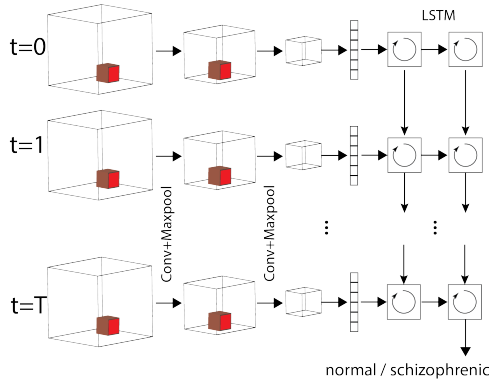 LSTM
t=0
t=1
Conv+Maxpool
Conv+Maxpool
...
...
t=T
normal / schizophrenic